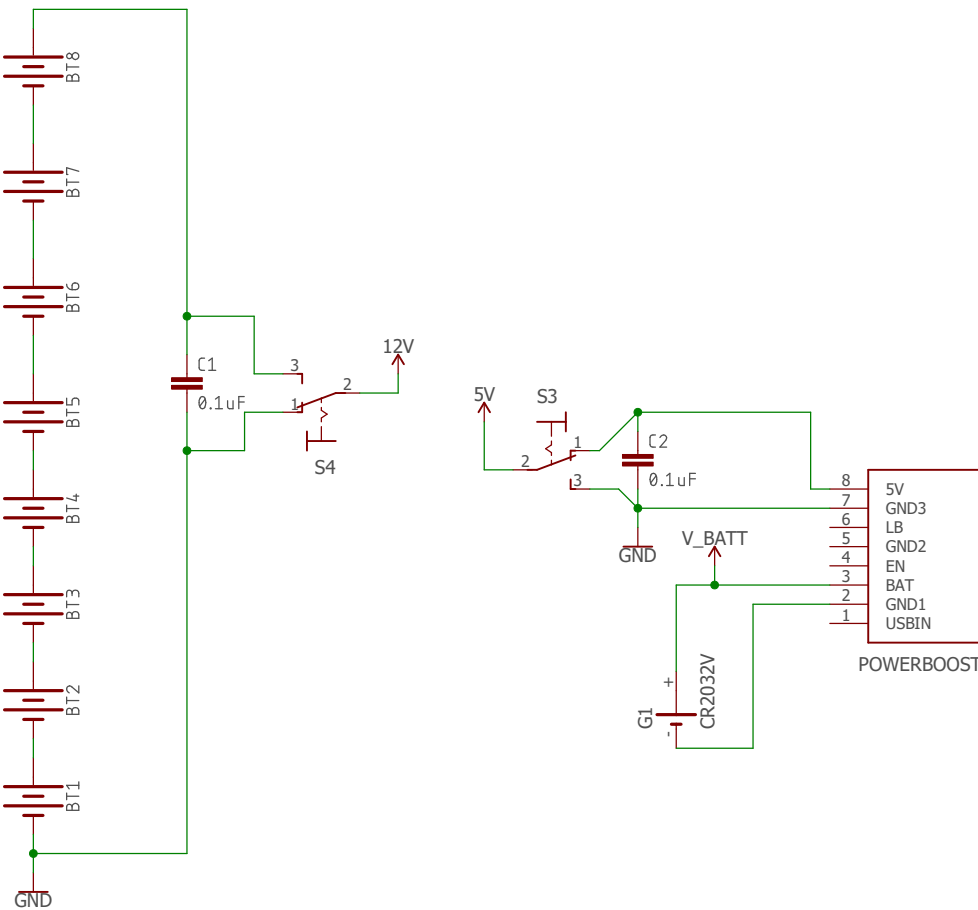 BT8
BT7
BT6
BT5
BT4
BT3
BT2
BT1
GND
C1
0.1uF
3
1
2
12V
S4
5V
S3
2
1
3
C2
0.1uF
GND
V_BATT
G1
+
-
CR2032V
8 5V
7 GND3
6 LB
5 GND2
4 EN
3 BAT
2 GND1
1 USBIN
POWERBOOST